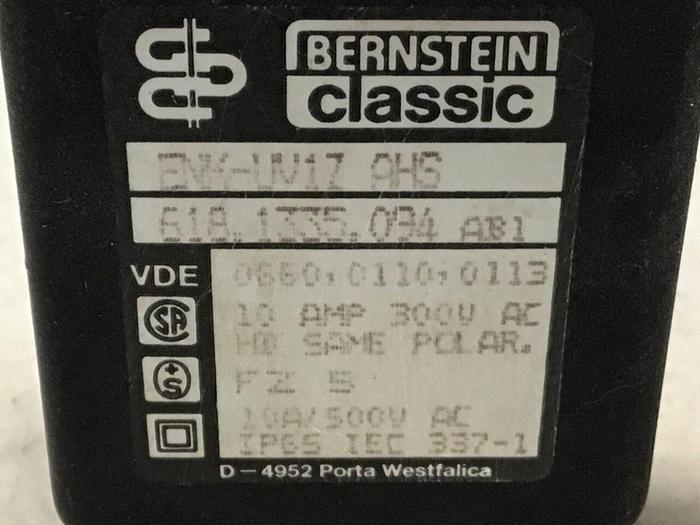 BERNSTEIN
classic
ENK-UV1Z AHS
618.1335.094 AB1
VDE 0660,0110,0113
10 AMP 300V AC
HD SAME POLAR.
FZ 5
10A/500V AC
IP65 IEC 337-1
D – 4952 Porta Westfalica